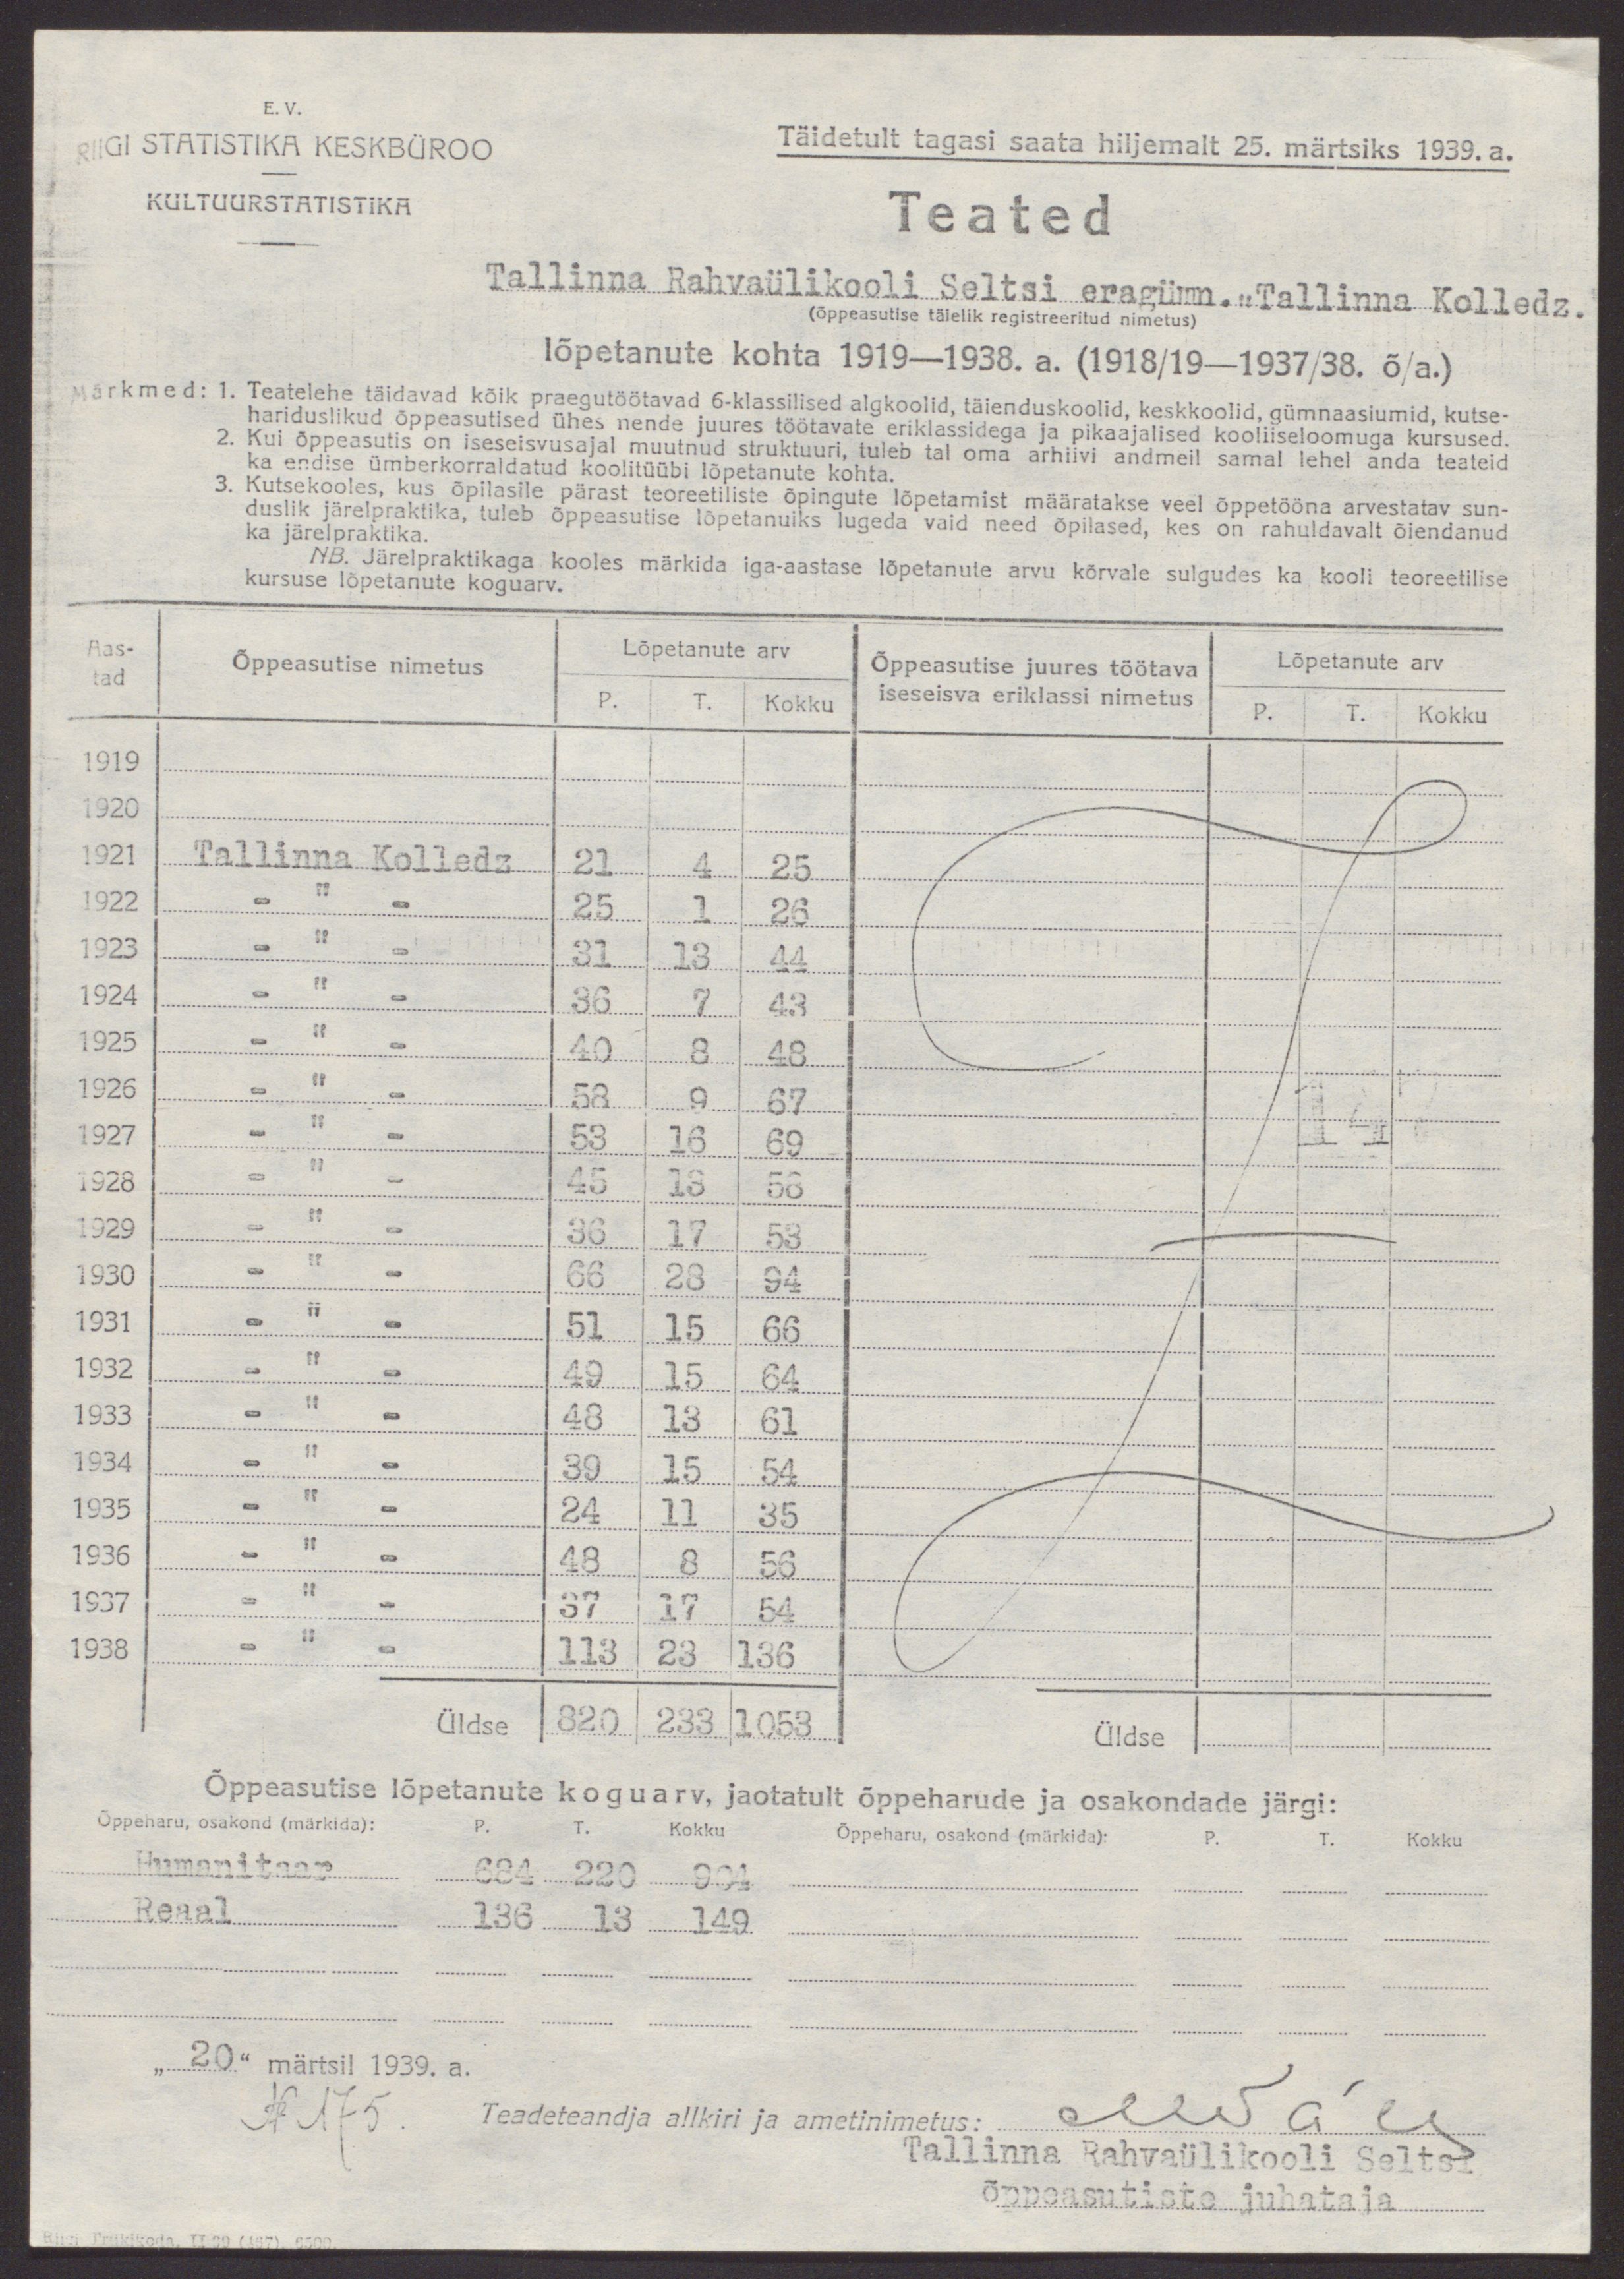 E. V.
RIIGI STATISTIKA KESKBÜROO
KULTUURSTATISTIKA
Täidetult tagasi saata hiljemalt 25. märtsiks 1939. a.
Teated
Tallinna Rahvaülikooli Seltsi eragümn. „Tallinna Kolledz.
(õppeasutise täielik registreeritud nimetus)
lõpetanute kohta 1919—1938. a. (1918/19—1937/38. õ/a.)
Märkmed: 1. Teatelehe täidavad kõik praegutöötavad 6-klassilised algkoolid, täienduskoolid, keskkoolid, gümnaasiumid, kutse-
hariduslikud õppeasutised ühes nende juures töötavate eriklassidega ja pikaajalised kooliiseloomuga kursused.
2. Kui õppeasutis on iseseisvusajal muutnud struktuuri, tuleb tal oma arhiivi andmeil samal lehel anda teateid
ka endise ümberkorraldatud koolitüübi lõpetanute kohta.
3. Kutsekooles, kus õpilasile pärast teoreetiliste õpingute lõpetamist määratakse veel õppetööna arvestatav sun-
duslik järelpraktika, tuleb õppeasutise lõpetanuiks lugeda vaid need õpilased, kes on rahuldavalt õiendanud
ka järelpraktika.
NB. Järelpraktikaga kooles märkida iga-aastase lõpetanute arvu kõrvale sulgudes ka kooli teoreetilise
kursuse lõpetanute koguarv.
Aas-tad Õppeasutise nimetus Lõpetanute arv Õppeasutise juures töötava iseseisva eriklassi nimetus Lõpetanute arv
P. T. Kokku P. T. Kokku
1919
1920
1921 Tallinna Kolledz 21 4 25
1922 - " - 25 1 26
1923 - " - 31 13 44
1924 - " - 36 7 43
1925 - " - 40 8 48
1926 - " - 58 9 67
1927 - " - 53 16 69
1928 - " - 45 13 58
1929 - " - 36 17 53
1930 - " - 66 28 94
1931 - " - 51 15 66
1932 - " - 49 15 64
1933 - " - 48 13 61
1934 - " - 39 15 54
1935 - " - 24 11 35
1936 - " - 48 8 56
1937 - " - 37 17 54
1938 - " - 113 23 136
Üldse 820 233 1053 Üldse
Õppeasutise lõpetanute koguarv, jaotatult õppeharude ja osakondade järgi:
Õppeharu, osakond (märkida): P. T. Kokku Õppeharu, osakond (märkida): P. T. Kokku
Humanitaar 684 220 904
Reaal 136 13 149
„20“ märtsil 1939. a.
№ 175.
Teadeteandja allkiri ja ametinimetus:
Tallinna Rahvaülikooli Seltsi
õppeasutiste juhataja